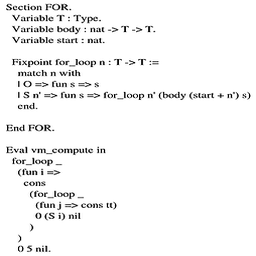 Section FOR.
Variable T : Type.
Variable body : nat -> T -> T.
Variable start : nat.
Fixpoint for_loop n : T -> T :=
match n with
| O => fun s => s
| S n' => fun s => for_loop n' (body (start + n') s)
end.
End FOR.
Eval vm_compute in
for_loop _
(fun i =>
cons
(for_loop _
(fun j => cons tt)
0 (S i) nil
)
)
0 5 nil.